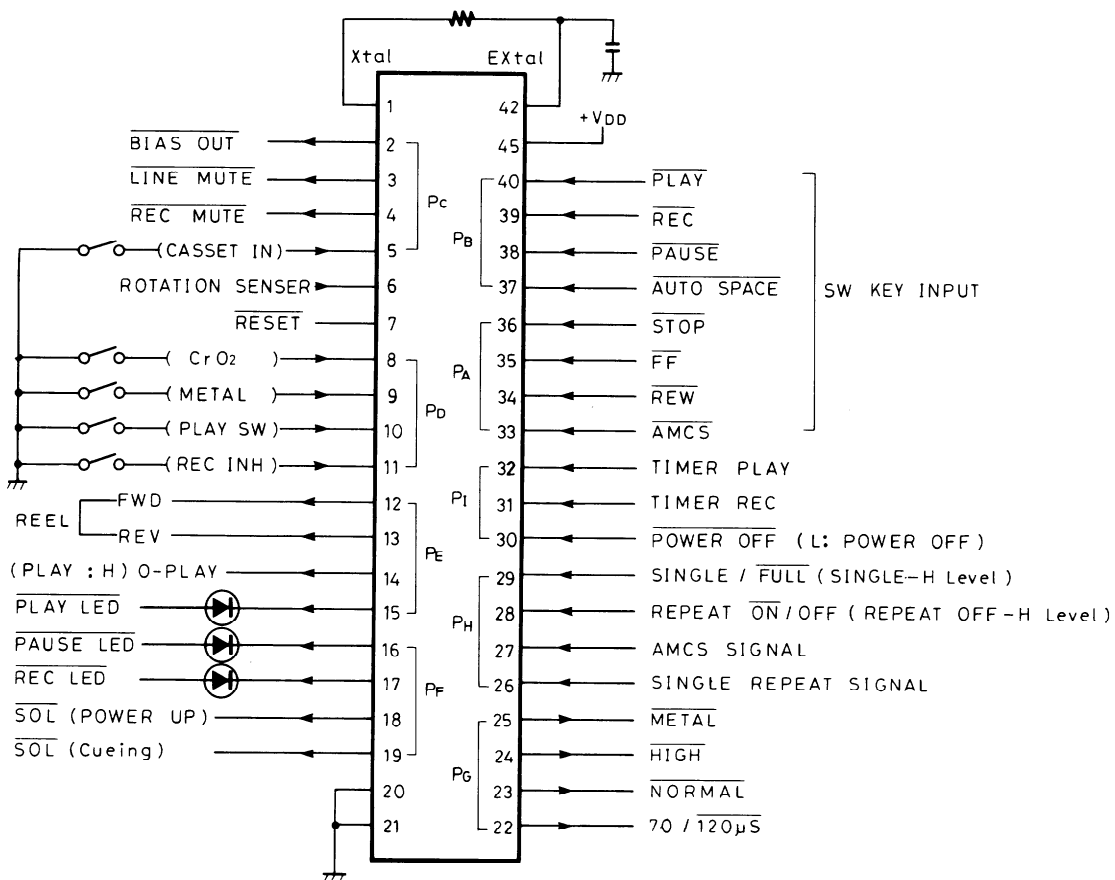 Xtal EXtal
1 42
+VDD
BIAS OUT 2 45
LINE MUTE 3 40 PLAY
REC MUTE 4 PC 39 REC
(CASSET IN) 5 PB 38 PAUSE
ROTATION SENSER 6 37 AUTO SPACE
SW KEY INPUT
RESET 7 36 STOP
( CrO2 ) 8 35 FF
( METAL ) 9 PA 34 REW
( PLAY SW) 10 PD 33 AMCS
( REC INH) 11 32 TIMER PLAY
REEL FWD 12 PI 31 TIMER REC
REV 13 PE 30 POWER OFF (L: POWER OFF)
(PLAY : H) O-PLAY 14 29 SINGLE / FULL (SINGLE-H Level)
PLAY LED 15 PH 28 REPEAT ON/OFF (REPEAT OFF-H Level)
PAUSE LED 16 27 AMCS SIGNAL
REC LED 17 PF 26 SINGLE REPEAT SIGNAL
SOL (POWER UP) 18 25 METAL
SOL (Cueing) 19 24 HIGH
20 PG 23 NORMAL
21 22 70 / 120µS